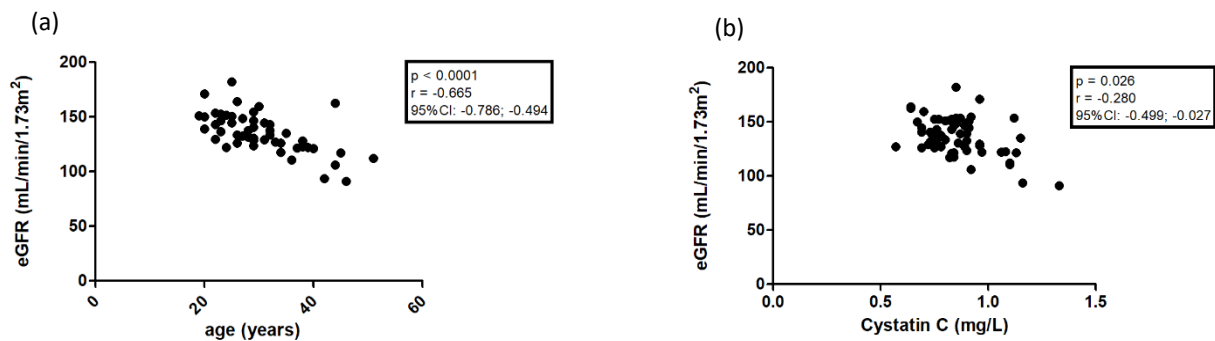 (a)
eGFR (mL/min/1.73m²)
200
150
100
50
0
0
20
40
60
age (years)
p < 0.0001
r = -0.665
95%CI: -0.786; -0.494
(b)
eGFR (mL/min/1.73m²)
200
150
100
50
0
0.0
0.5
1.0
1.5
Cystatin C (mg/L)
p = 0.026
r = -0.280
95%CI: -0.499; -0.027